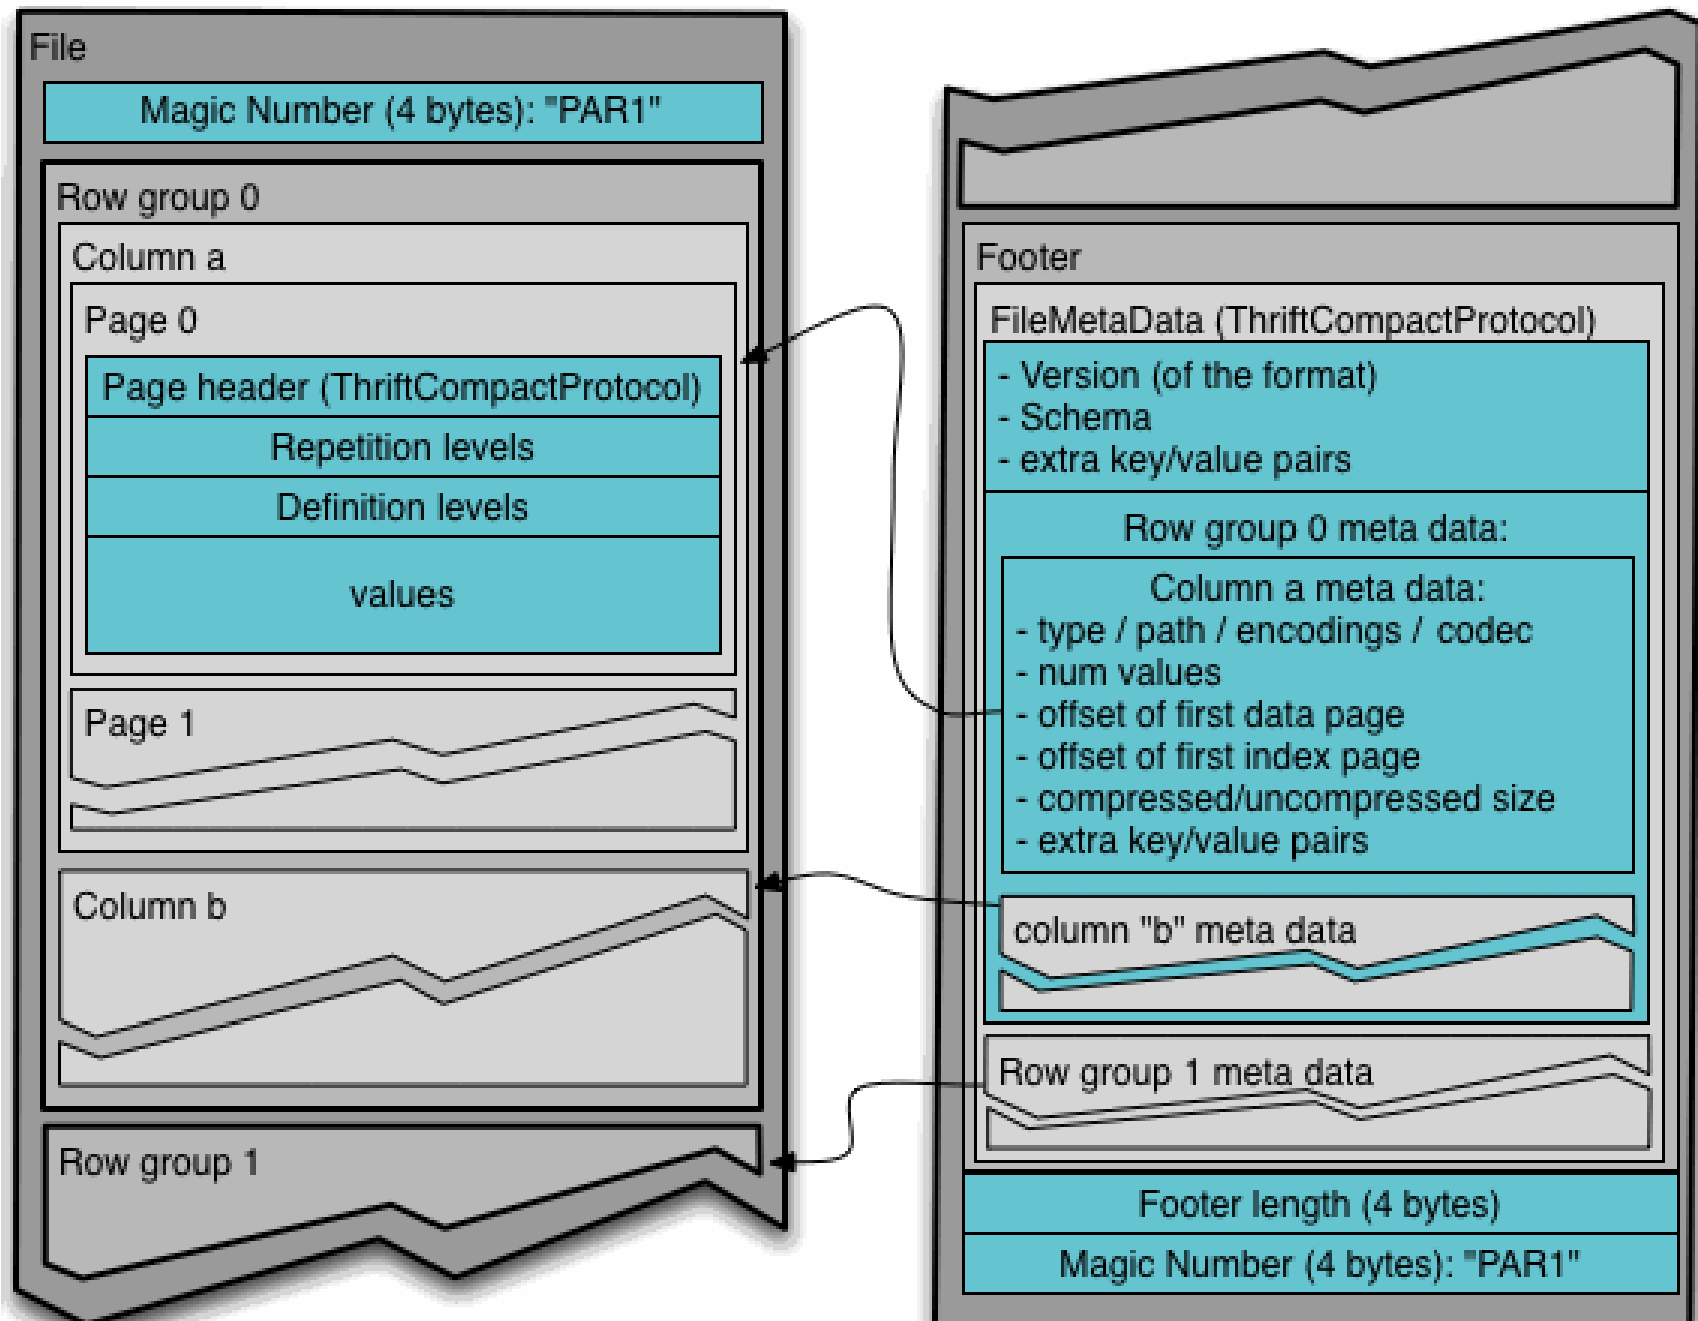 File
Magic Number (4 bytes): "PAR1"
Row group 0
Column a
Page 0
Page header (ThriftCompactProtocol)
Repetition levels
Definition levels
values
Page 1
Column b
Row group 1
Footer
FileMetaData (ThriftCompactProtocol)
- Version (of the format)
- Schema
- extra key/value pairs
Row group 0 meta data:
Column a meta data:
- type / path / encodings / codec
- num values
- offset of first data page
- offset of first index page
- compressed/uncompressed size
- extra key/value pairs
column "b" meta data
Row group 1 meta data
Footer length (4 bytes)
Magic Number (4 bytes): "PAR1"